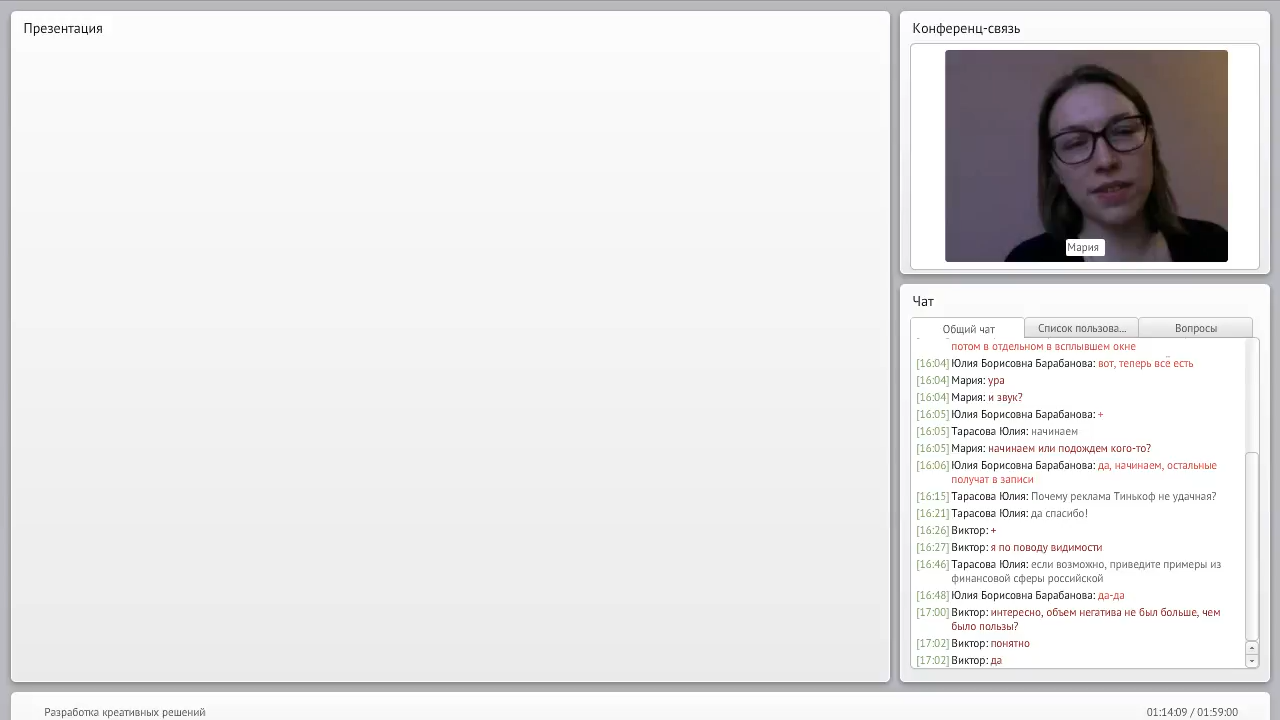 Презентация
Конференц-связь
Мария
Чат
Общий чат
Список пользова...
Вопросы
потом в отдельном в всплывшем окне
[16:04] Юлия Борисовна Барабанова: вот, теперь всё есть
[16:04] Мария: ура
[16:04] Мария: и звук?
[16:05] Юлия Борисовна Барабанова: +
[16:05] Тарасова Юлия: начинаем
[16:05] Мария: начинаем или подождем кого-то?
[16:06] Юлия Борисовна Барабанова: да, начинаем, остальные
получат в записи
[16:15] Тарасова Юлия: Почему реклама Тинькоф не удачная?
[16:21] Тарасова Юлия: да спасибо!
[16:26] Виктор: +
[16:27] Виктор: я по поводу видимости
[16:46] Тарасова Юлия: если возможно, приведите примеры из
финансовой сферы российской
[16:48] Юлия Борисовна Барабанова: да-да
[17:00] Виктор: интересно, объем негатива не был больше, чем
было пользы?
[17:02] Виктор: понятно
[17:02] Виктор: да
Разработка креативных решений
01:14:09 / 01:59:00